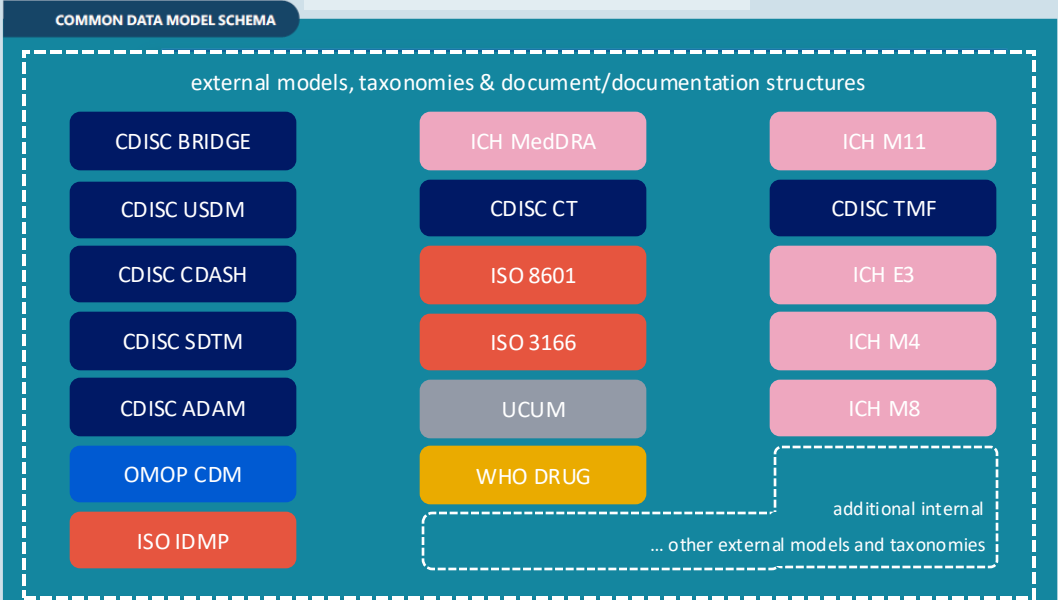 COMMON DATA MODEL SCHEMA
external models, taxonomies & document/documentation structures
CDISC BRIDGE
CDISC USDM
CDISC CDASH
CDISC SDTM
CDISC ADAM
OMOP CDM
ISO IDMP
ICH MedDRA
CDISC CT
ISO 8601
ISO 3166
UCUM
WHO DRUG
ICH M11
CDISC TMF
ICH E3
ICH M4
ICH M8
additional internal
... other external models and taxonomies